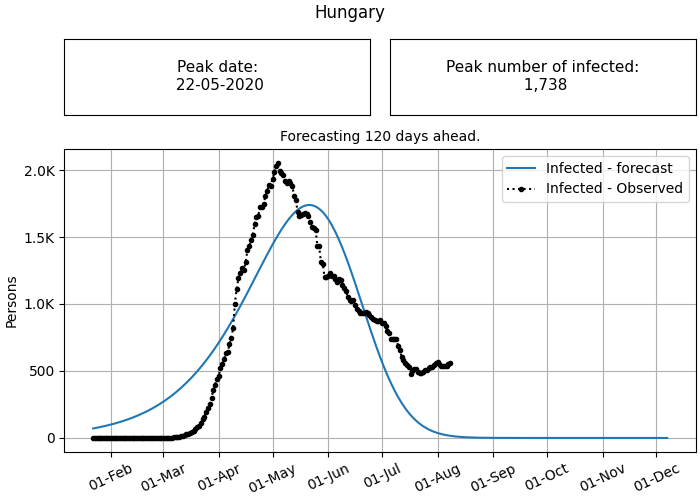 Hungary
Peak date:
22-05-2020
Peak number of infected:
1,738
Forecasting 120 days ahead.
Infected - forecast
Infected - Observed
Persons
2.0K
1.5K
1.0K
500
0
01-Feb
01-Mar
01-Apr
01-May
01-Jun
01-Jul
01-Aug
01-Sep
01-Oct
01-Nov
01-Dec